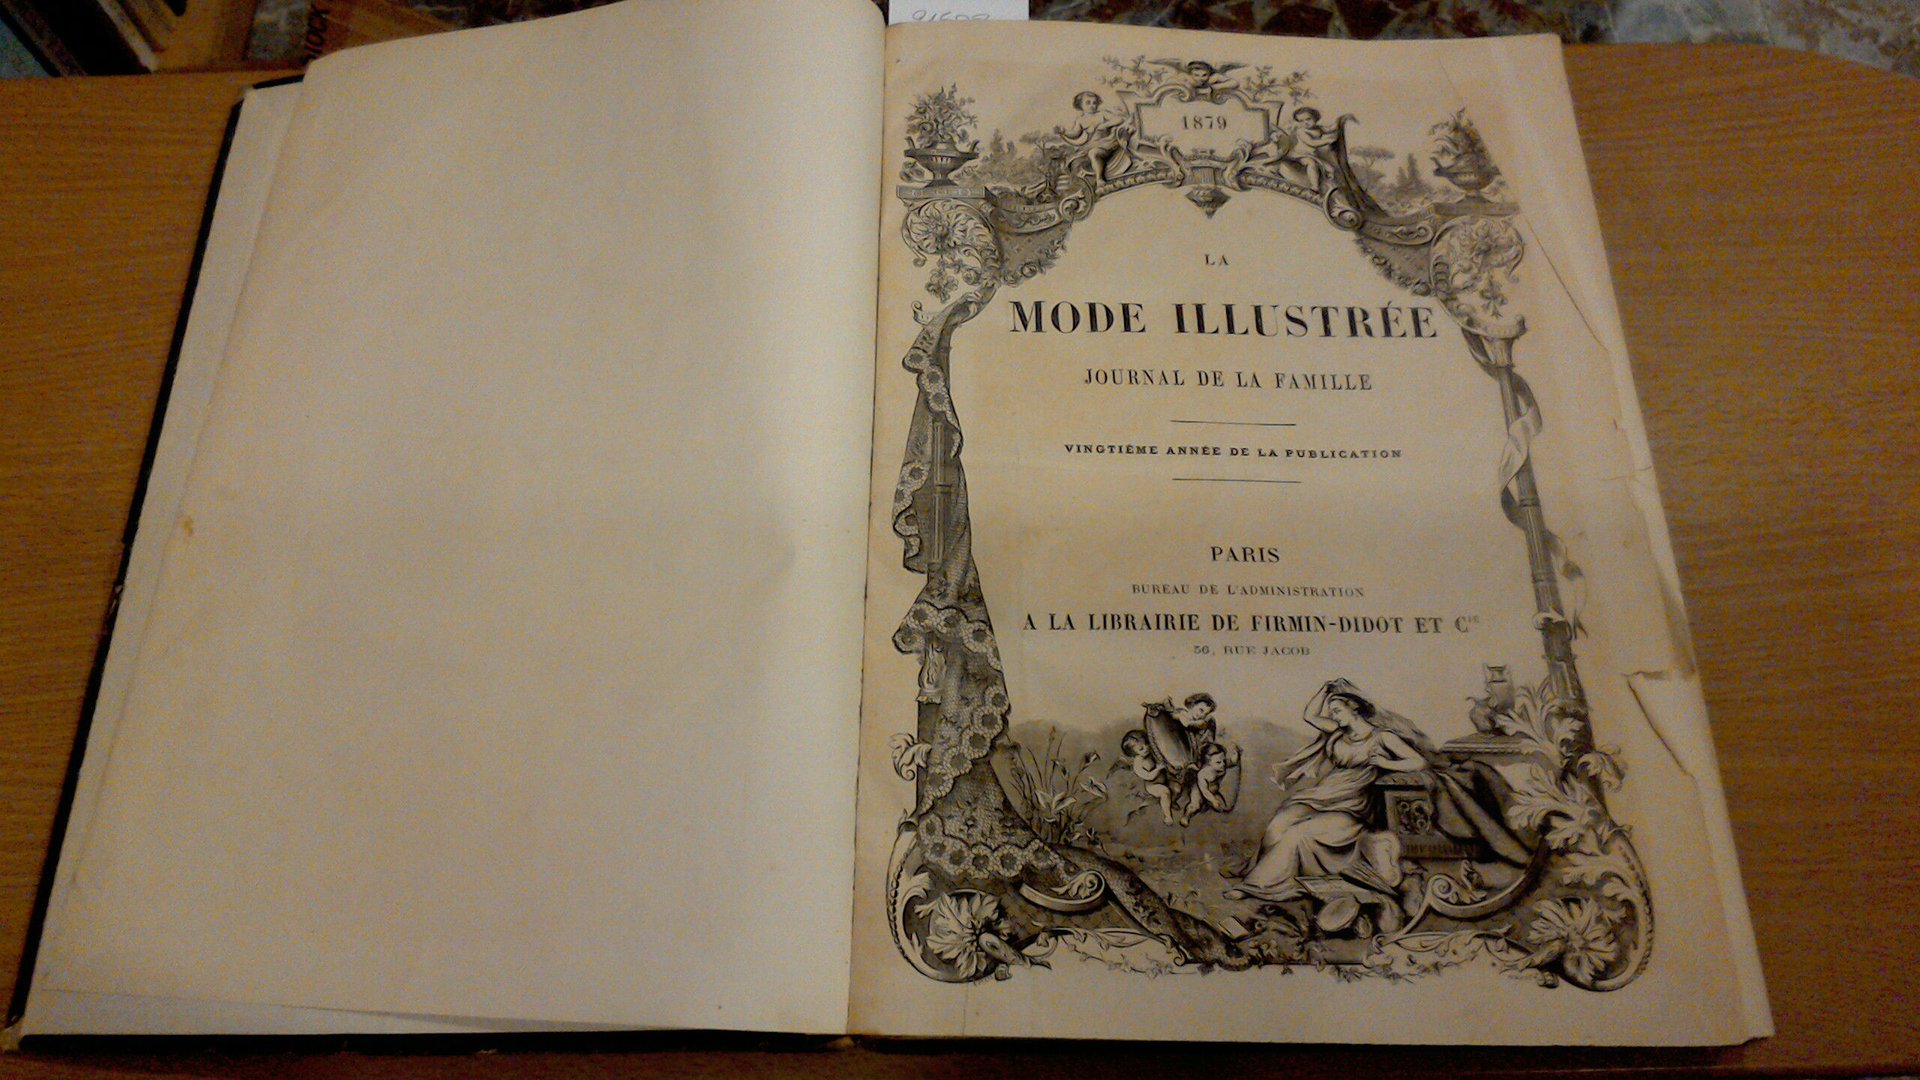 1879
LA
MODE ILLUSTRÉE
JOURNAL DE LA FAMILLE
VINGTIÈME ANNÉE DE LA PUBLICATION
PARIS
BUREAU DE L'ADMINISTRATION
A LA LIBRAIRIE DE FIRMIN-DIDOT ET Cie
56, RUE JACOB